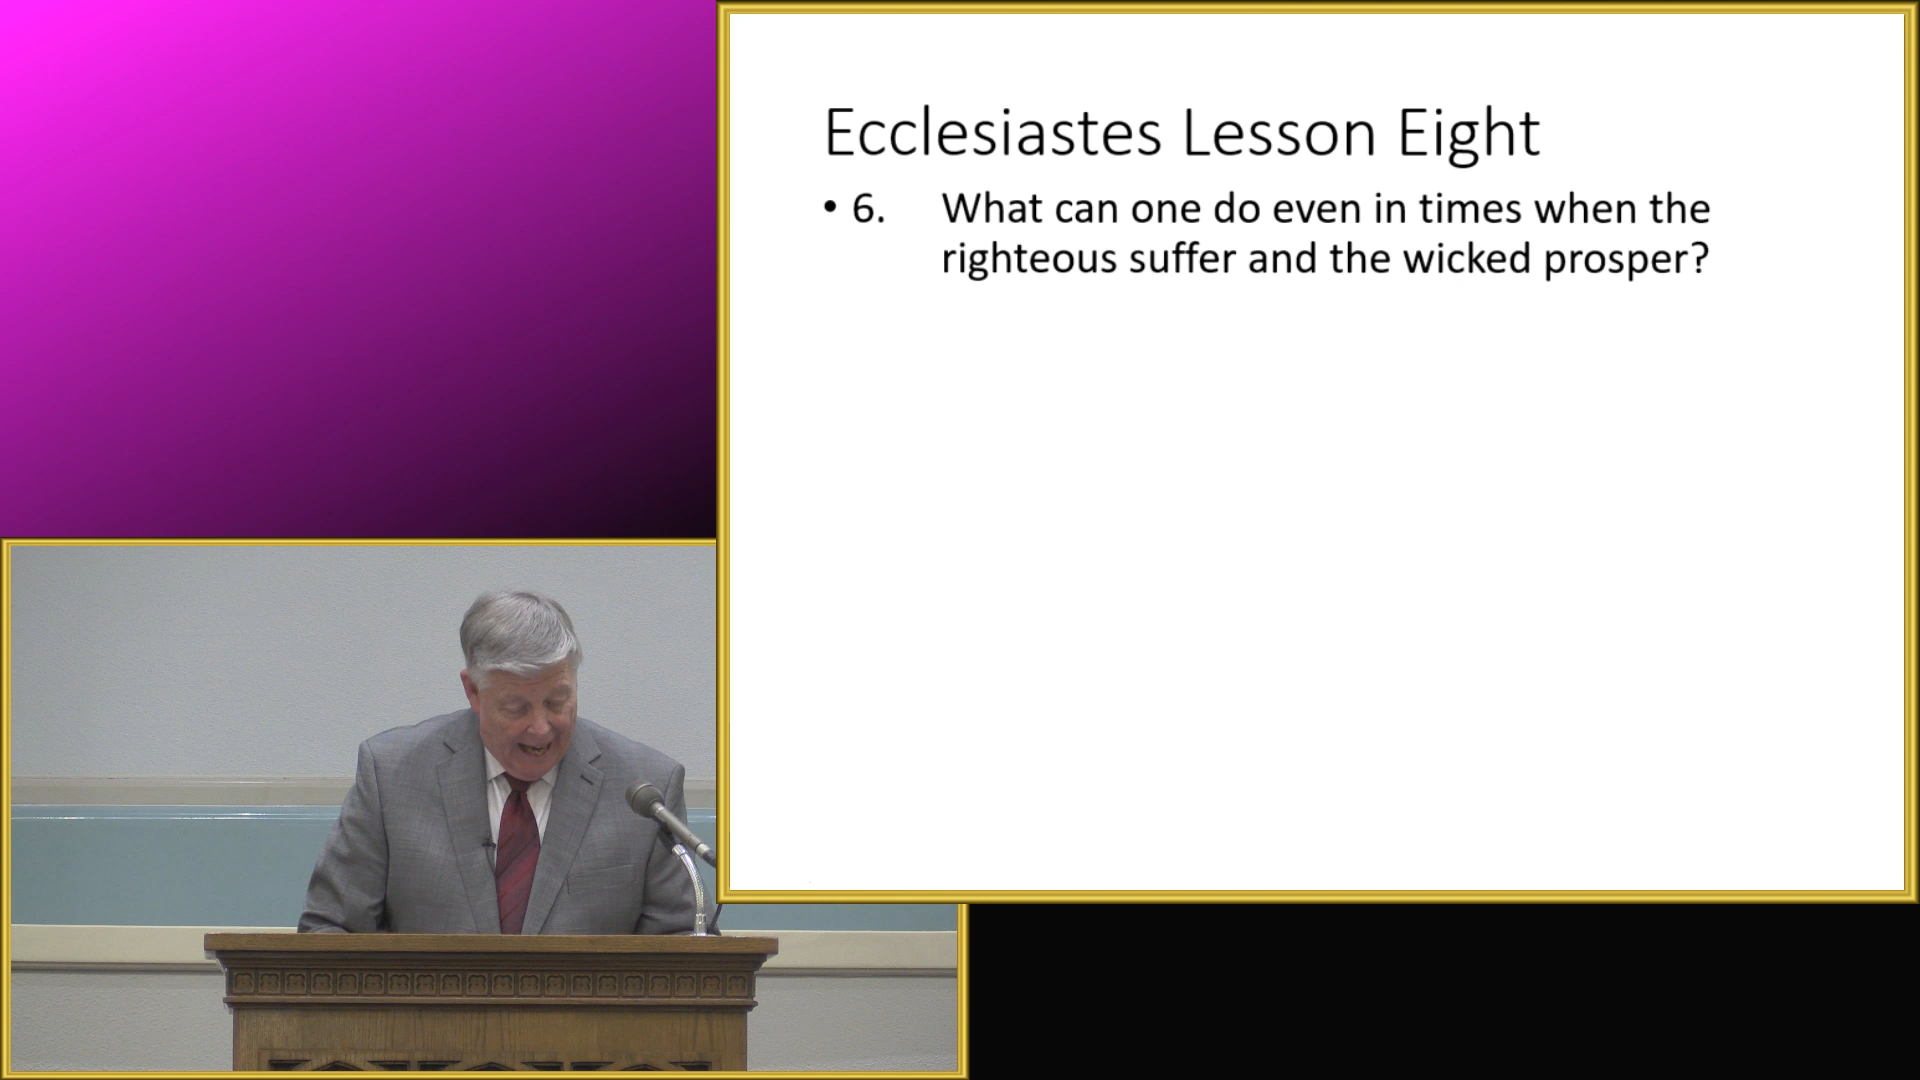 Ecclesiastes Lesson Eight
• 6. What can one do even in times when the
righteous suffer and the wicked prosper?